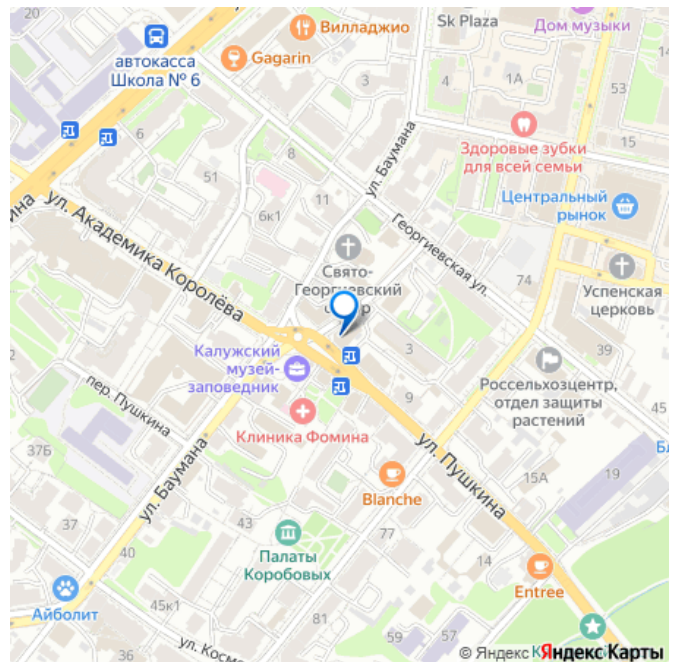 Вилладжио
Sk Plaza
Дом музыки
автокасса
Школа № 6
Gagarin
3
4
1А
53
15
6
8
51
Здоровые зубки
для всей семьи
ул. Баумана
6к1
11
Центральный
рынок
ина
ул. Академика Королёва
Георгиевская ул.
Свято-
Георгиевский
74
Успенская
церковь
Калужский
музей-
заповедник
3
39
Россельхозцентр,
отдел защиты
растений
9
45
пер. Пушкина
Клиника Фомина
ул. Пушкина
37Б
ул. Баумана
Blanche
15А
19
37
43
77
40
Палаты
Коробовых
14
Entree
Айболит
45к1
81
59
57
36
ул. Косм
© Яндекс
Яндекс Карты